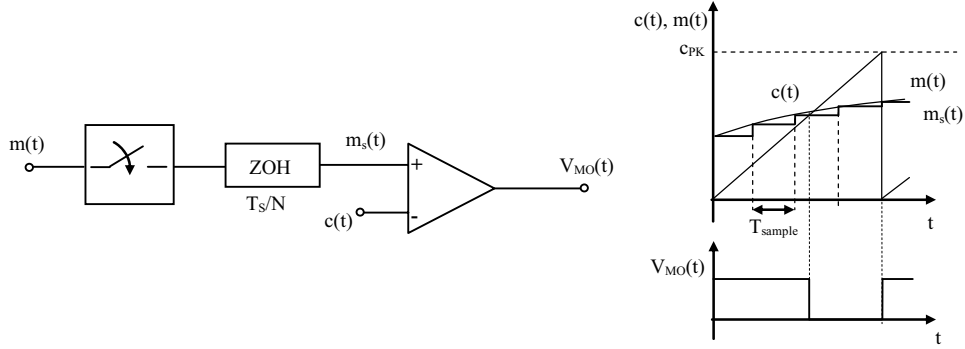 m(t)
ZOH
T_S/N
m_s(t)
c(t)
+
-
V_MO(t)
c(t), m(t)
c_PK
c(t)
m(t)
m_s(t)
T_sample
t
V_MO(t)
t